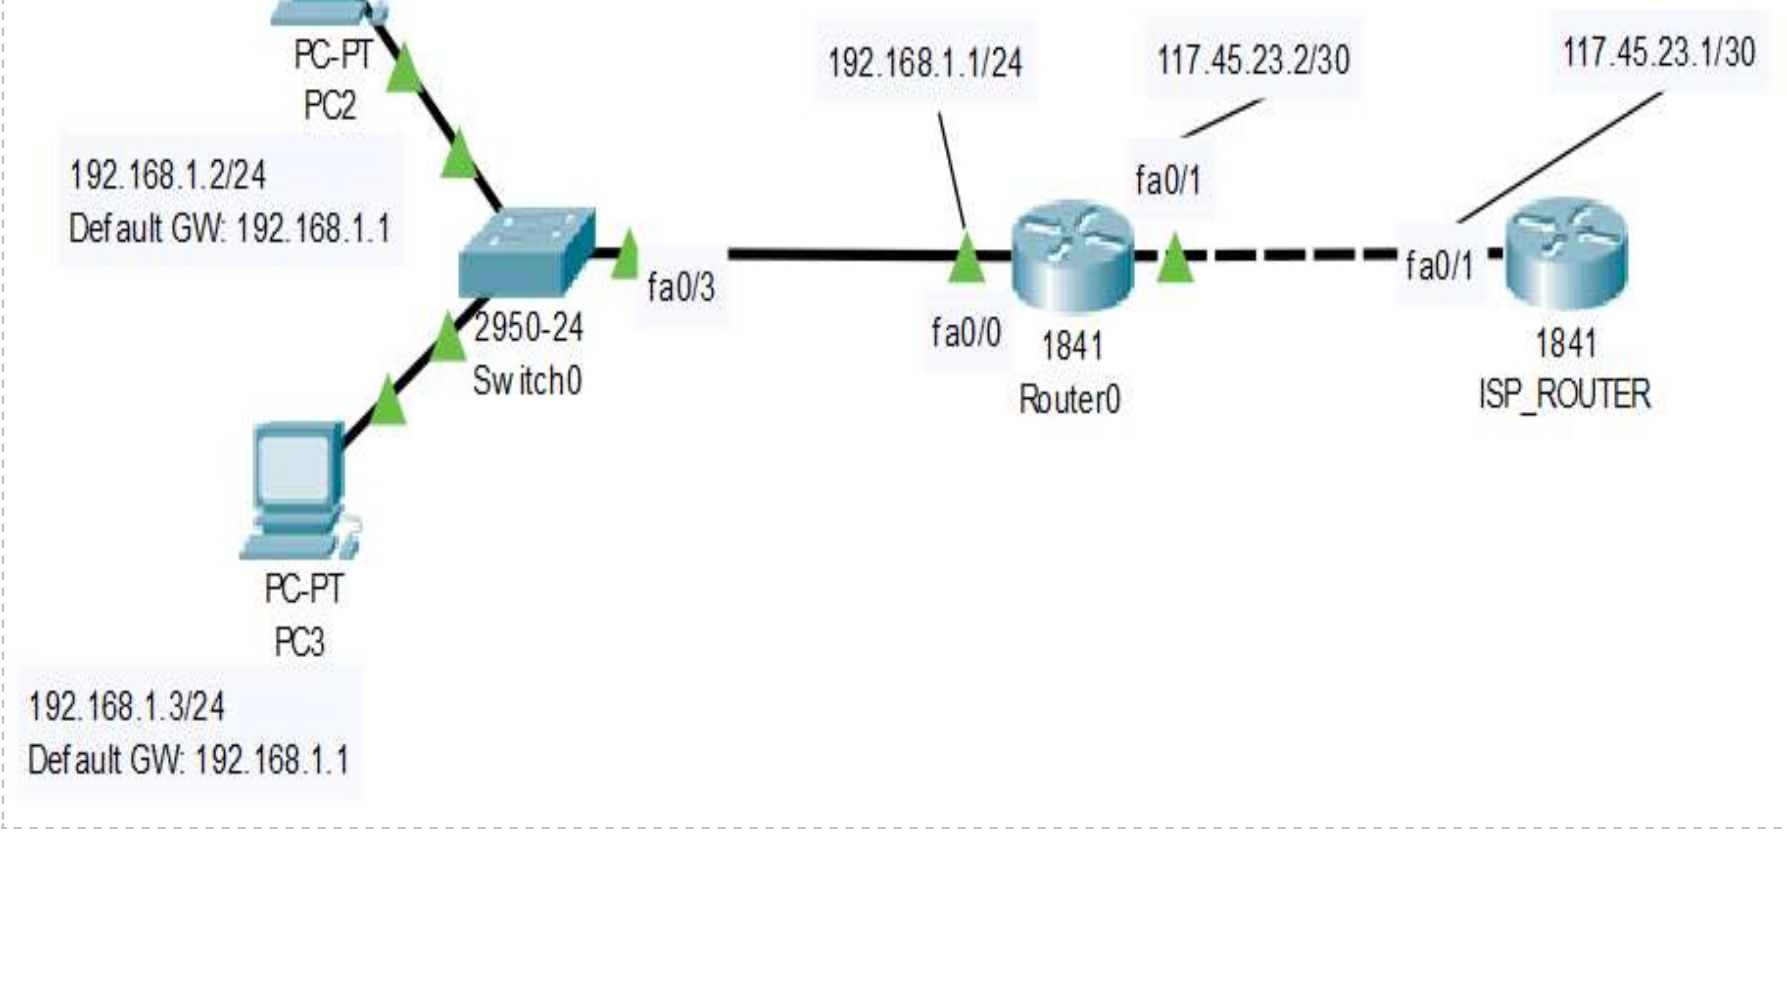 PC-PT
PC2
192.168.1.2/24
Default GW: 192.168.1.1
192.168.1.1/24
117.45.23.2/30
117.45.23.1/30
fa0/1
fa0/3
fa0/0
fa0/1
2950-24
Switch0
1841
Router0
1841
ISP_ROUTER
PC-PT
PC3
192.168.1.3/24
Default GW: 192.168.1.1